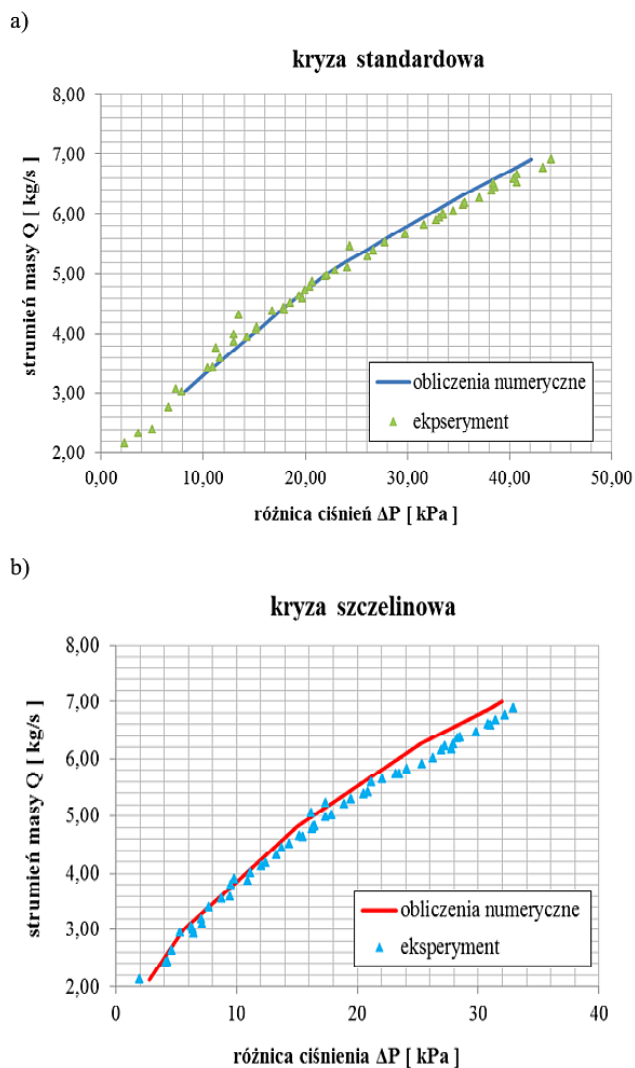 a)
kryza standardowa
8,00
7,00
6,00
5,00
4,00
3,00
2,00
strumień masy Q [ kg/s ]
obliczenia numeryczne
ekpseryment
0,00 10,00 20,00 30,00 40,00 50,00
różnica ciśnień ΔP [ kPa ]
b)
kryza szczelinowa
8,00
7,00
6,00
5,00
4,00
3,00
2,00
strumień masy Q [ kg/s ]
obliczenia numeryczne
eksperyment
0 10 20 30 40
różnica ciśnienia ΔP [ kPa ]